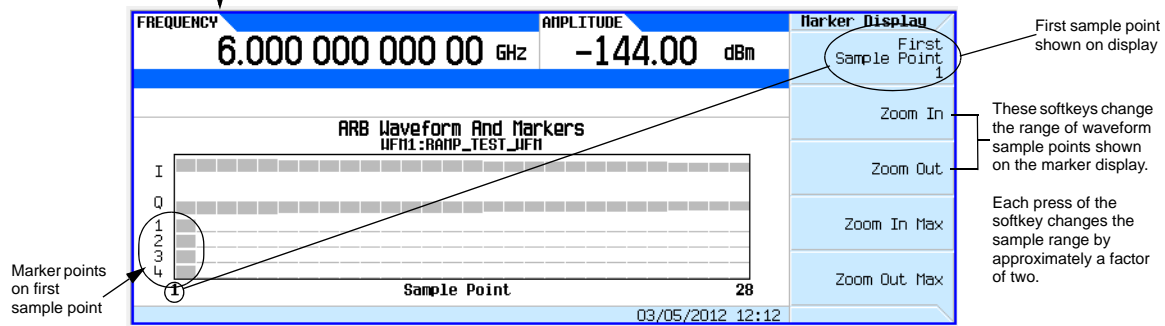 FREQUENCY
6.000 000 000 00 GHz
AMPLITUDE
-144.00 dBm
ARB Waveform And Markers
WFM1:RAMP_TEST_WFM
I
Q
1
2
3
4
1
Sample Point
28
03/05/2012 12:12
Marker Display
First
Sample Point
1
Zoom In
Zoom Out
Zoom In Max
Zoom Out Max
Marker points
on first
sample point
First sample point
shown on display
These softkeys change
the range of waveform
sample points shown
on the marker display.
Each press of the
softkey changes the
sample range by
approximately a factor
of two.